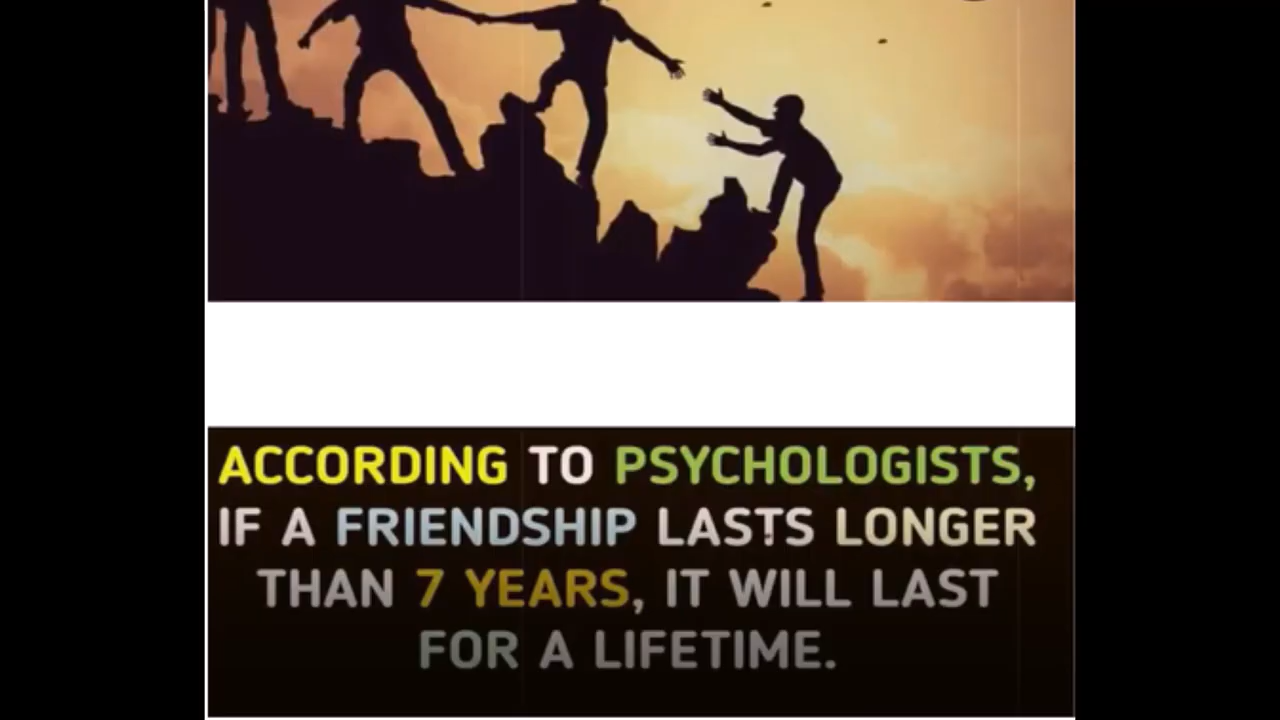 ACCORDING TO PSYCHOLOGISTS,
IF A FRIENDSHIP LASTS LONGER
THAN 7 YEARS, IT WILL LAST
FOR A LIFETIME.